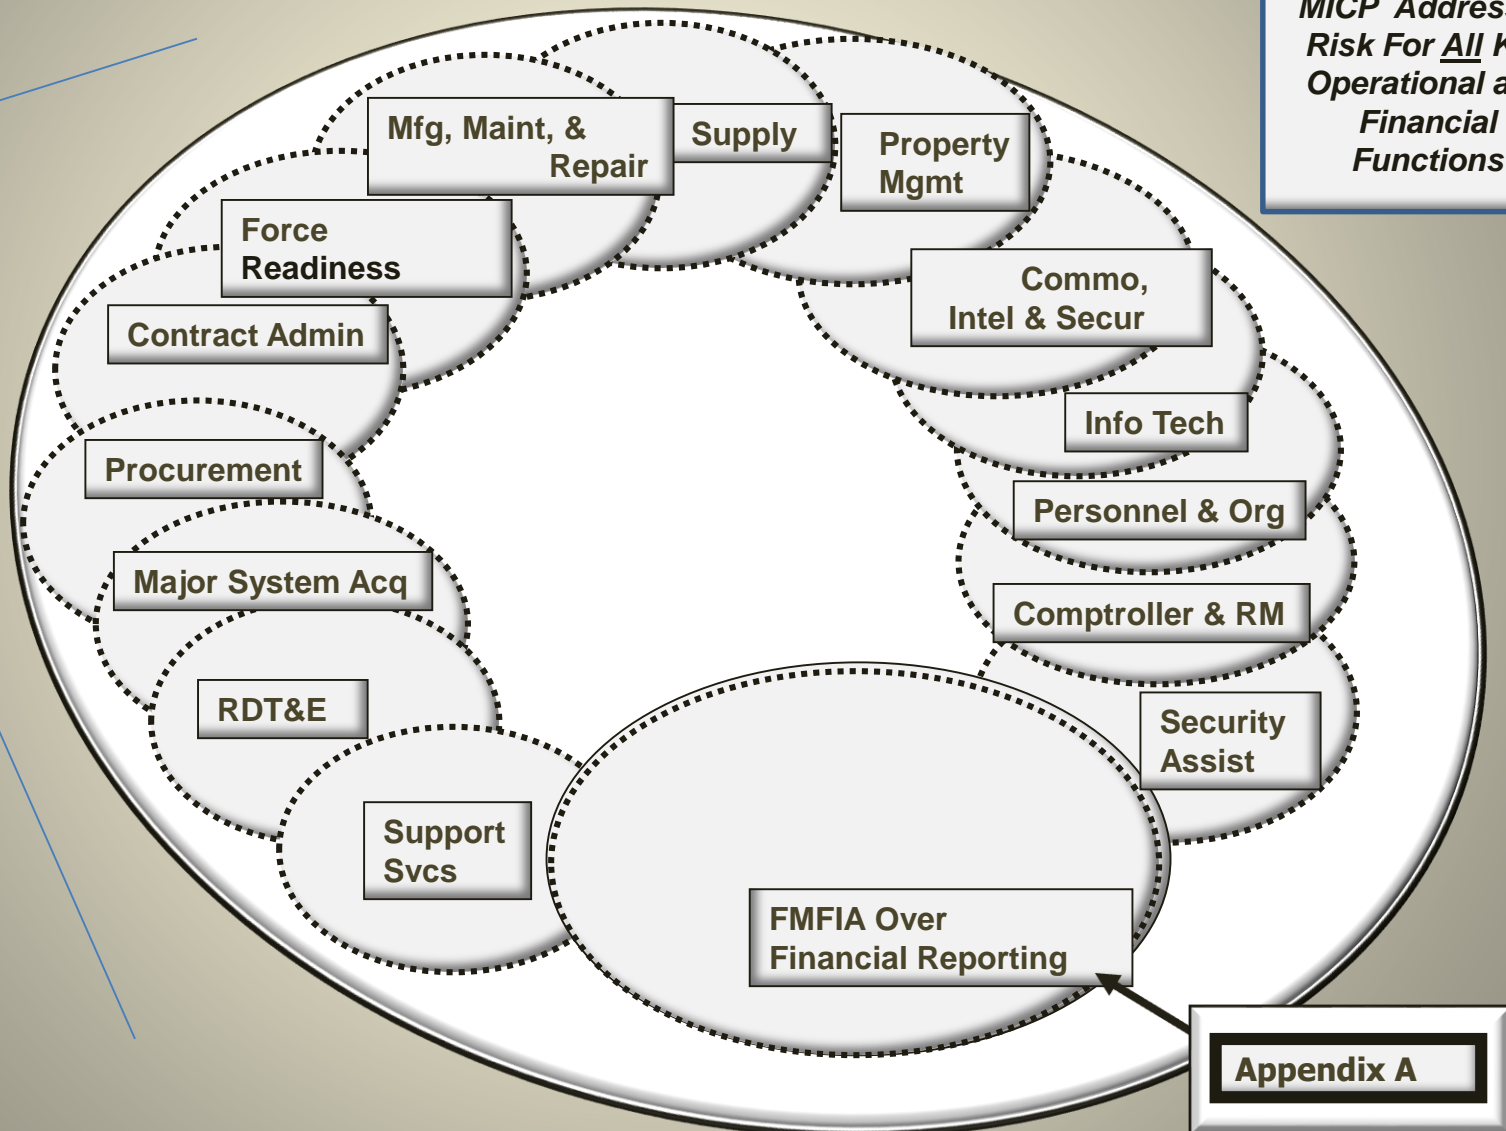 MICP Address
Risk For All K
Operational a
Financial
Functions
Mfg, Maint, &
Repair
Supply
Property
Mgmt
Force
Readiness
Commo,
Intel & Secur
Contract Admin
Info Tech
Procurement
Personnel & Org
Major System Acq
Comptroller & RM
RDT&E
Security
Assist
Support
Svcs
FMFIA Over
Financial Reporting
Appendix A